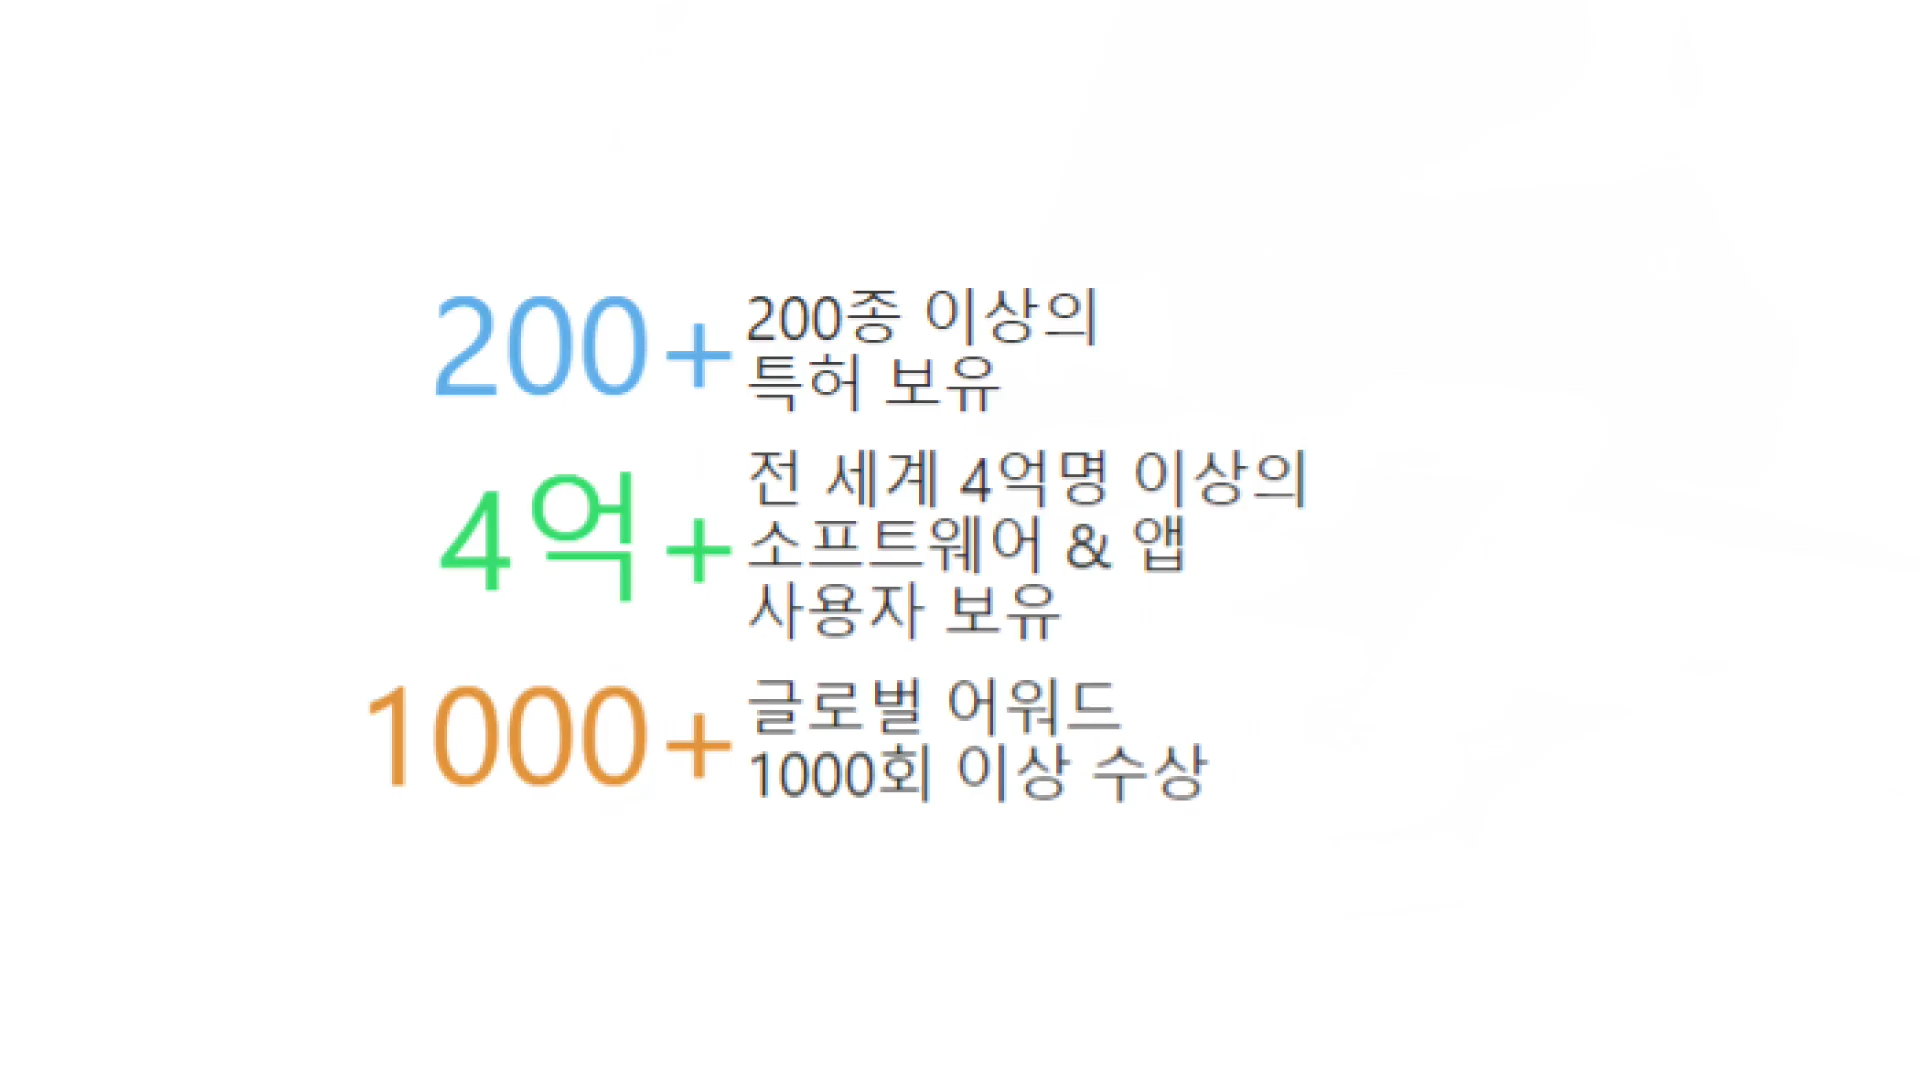 200+
200종 이상의
특허 보유
4억+
전 세계 4억명 이상의
소프트웨어 & 앱
사용자 보유
1000+
글로벌 어워드
1000회 이상 수상